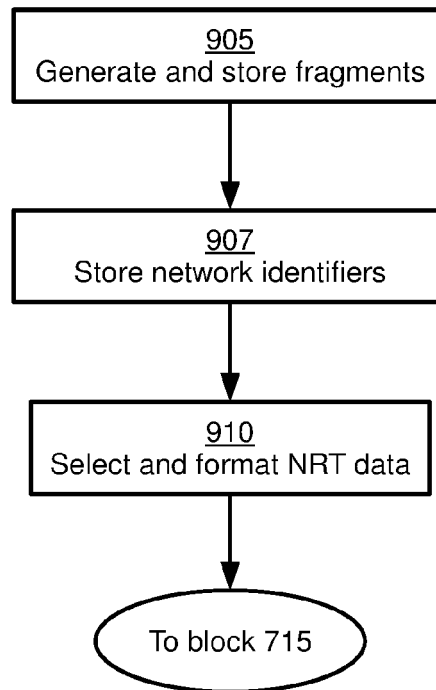 905
Generate and store fragments
907
Store network identifiers
910
Select and format NRT data
To block 715